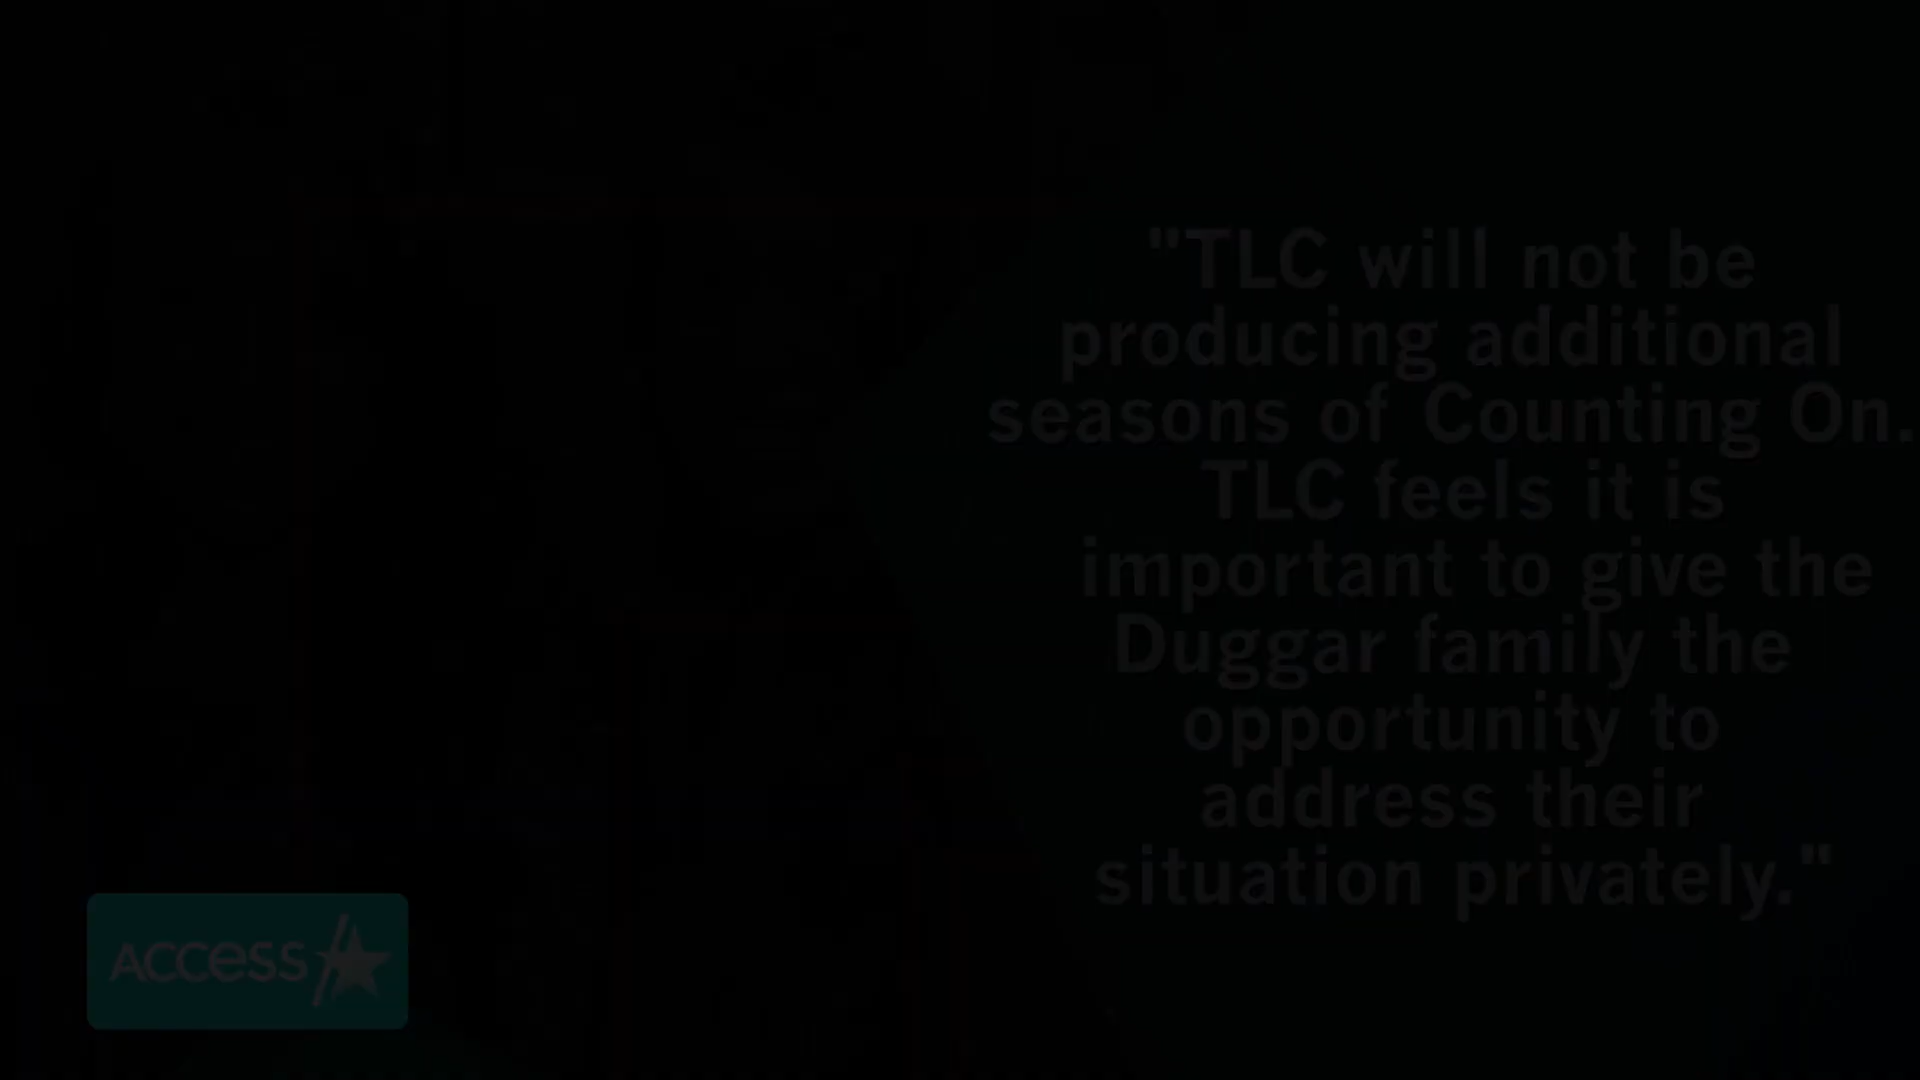 "TLC will not be
producing additional
seasons of Counting On.
TLC feels it is
important to give the
Duggar family the
opportunity to
address their
situation privately."
ACCESS